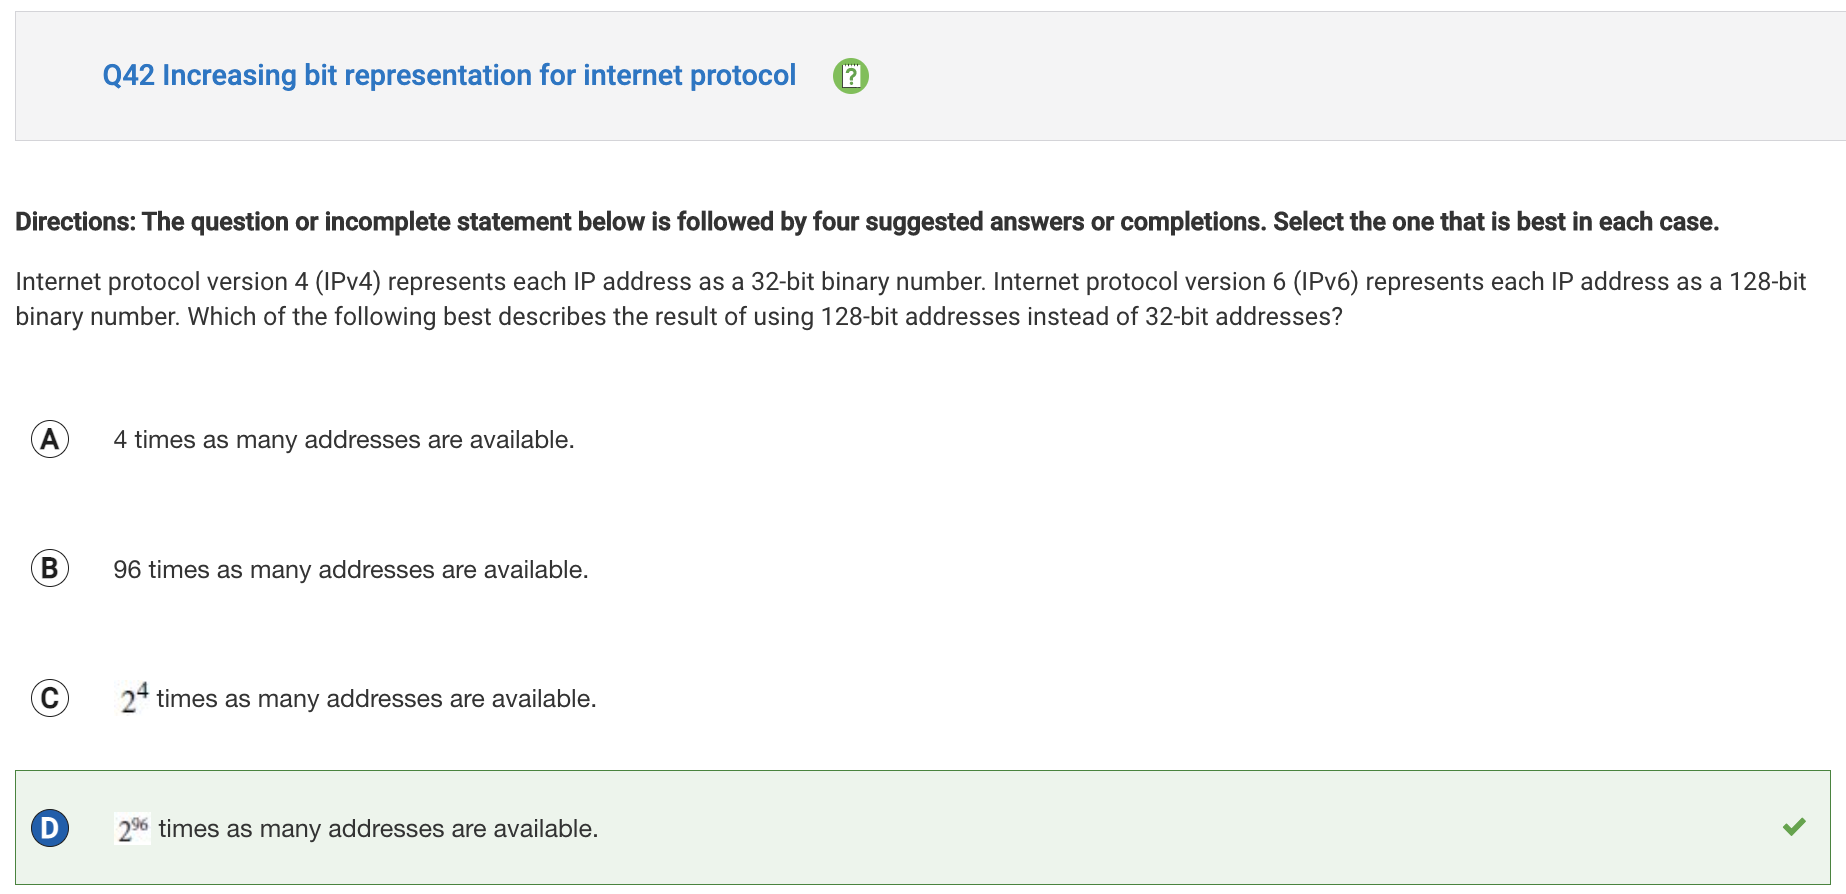 Q42 Increasing bit representation for internet protocol ?
Directions: The question or incomplete statement below is followed by four suggested answers or completions. Select the one that is best in each case.
Internet protocol version 4 (IPv4) represents each IP address as a 32-bit binary number. Internet protocol version 6 (IPv6) represents each IP address as a 128-bit
binary number. Which of the following best describes the result of using 128-bit addresses instead of 32-bit addresses?
A 4 times as many addresses are available.
B 96 times as many addresses are available.
C 2⁴ times as many addresses are available.
D 2⁹⁶ times as many addresses are available.